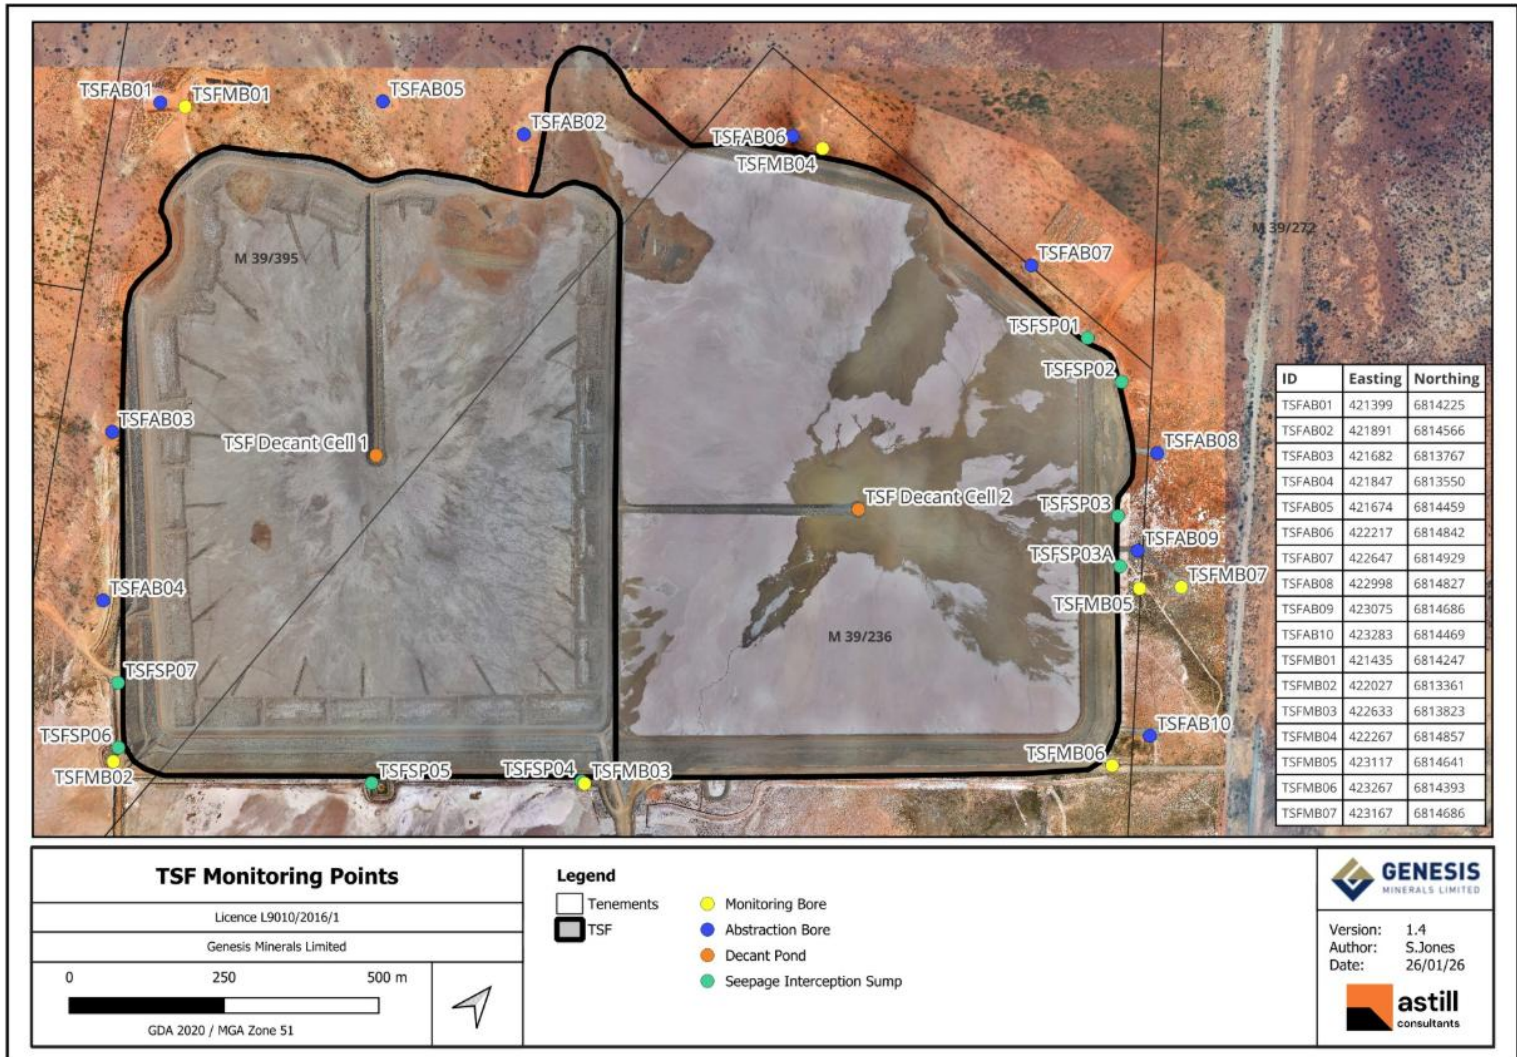 TSFAB01
TSFMB01
TSFAB05
TSFAB02
TSFAB06
TSFMB04
M 39/272
M 39/395
TSFAB07
TSFSP01
TSFSP02
TSFAB03
TSF Decant Cell 1
TSFAB08
TSF Decant Cell 2
TSFSP03
TSFAB09
TSFSP03A
TSFMB07
TSFMB05
TSFAB04
M 39/236
TSFSP07
TSFSP06
TSFMB02
TSFSP05
TSFSP04
TSFMB03
TSFMB06
TSFAB10
ID Easting Northing
TSFAB01 421399 6814225
TSFAB02 421891 6814566
TSFAB03 421682 6813767
TSFAB04 421847 6813550
TSFAB05 421674 6814459
TSFAB06 422217 6814842
TSFAB07 422647 6814929
TSFAB08 422998 6814827
TSFAB09 423075 6814686
TSFAB10 423283 6814469
TSFMB01 421435 6814247
TSFMB02 422027 6813361
TSFMB03 422633 6813823
TSFMB04 422267 6814857
TSFMB05 423117 6814641
TSFMB06 423267 6814393
TSFMB07 423167 6814686
TSF Monitoring Points
Licence L9010/2016/1
Genesis Minerals Limited
0 250 500 m
GDA 2020 / MGA Zone 51
Legend
Tenements
TSF
Monitoring Bore
Abstraction Bore
Decant Pond
Seepage Interception Sump
GENESIS
MINERALS LIMITED
Version: 1.4
Author: S.Jones
Date: 26/01/26
astill
consultants